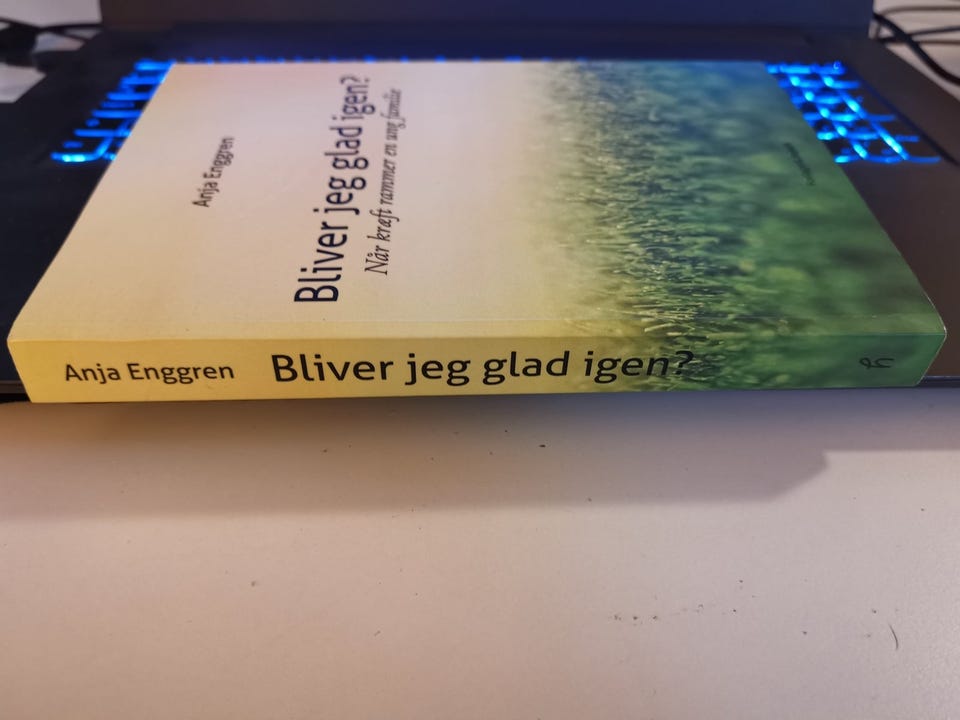 Anja Enggren
Bliver jeg glad igen?
Når kræft rammer en ung familie
Anja Enggren Bliver jeg glad igen?